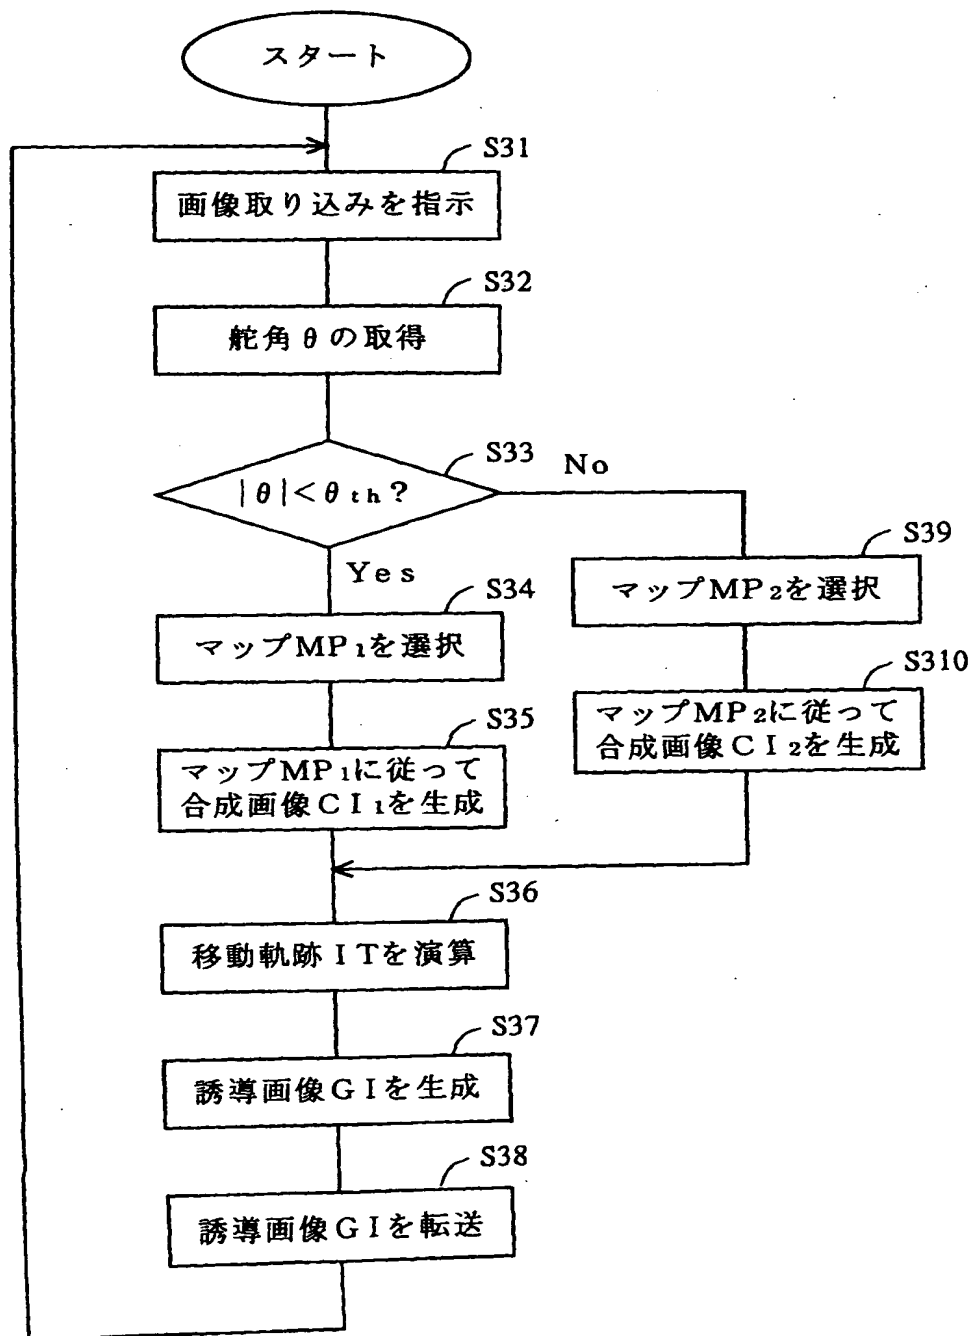 スタート
S31
画像取り込みを指示
S32
舵角θの取得
S33
|θ|<θth?
No
Yes
S34
マップMP1を選択
S35
マップMP1に従って
合成画像CI1を生成
S39
マップMP2を選択
S310
マップMP2に従って
合成画像CI2を生成
S36
移動軌跡ITを演算
S37
誘導画像GIを生成
S38
誘導画像GIを転送